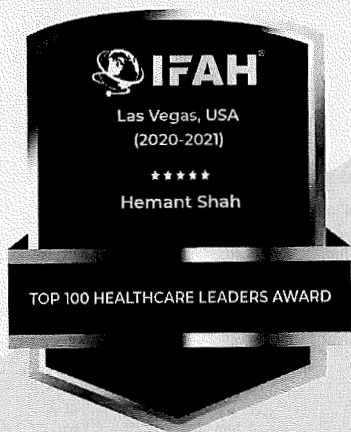 IFAH®
Las Vegas, USA
(2020-2021)
★★★★★
Hemant Shah
TOP 100 HEALTHCARE LEADERS AWARD